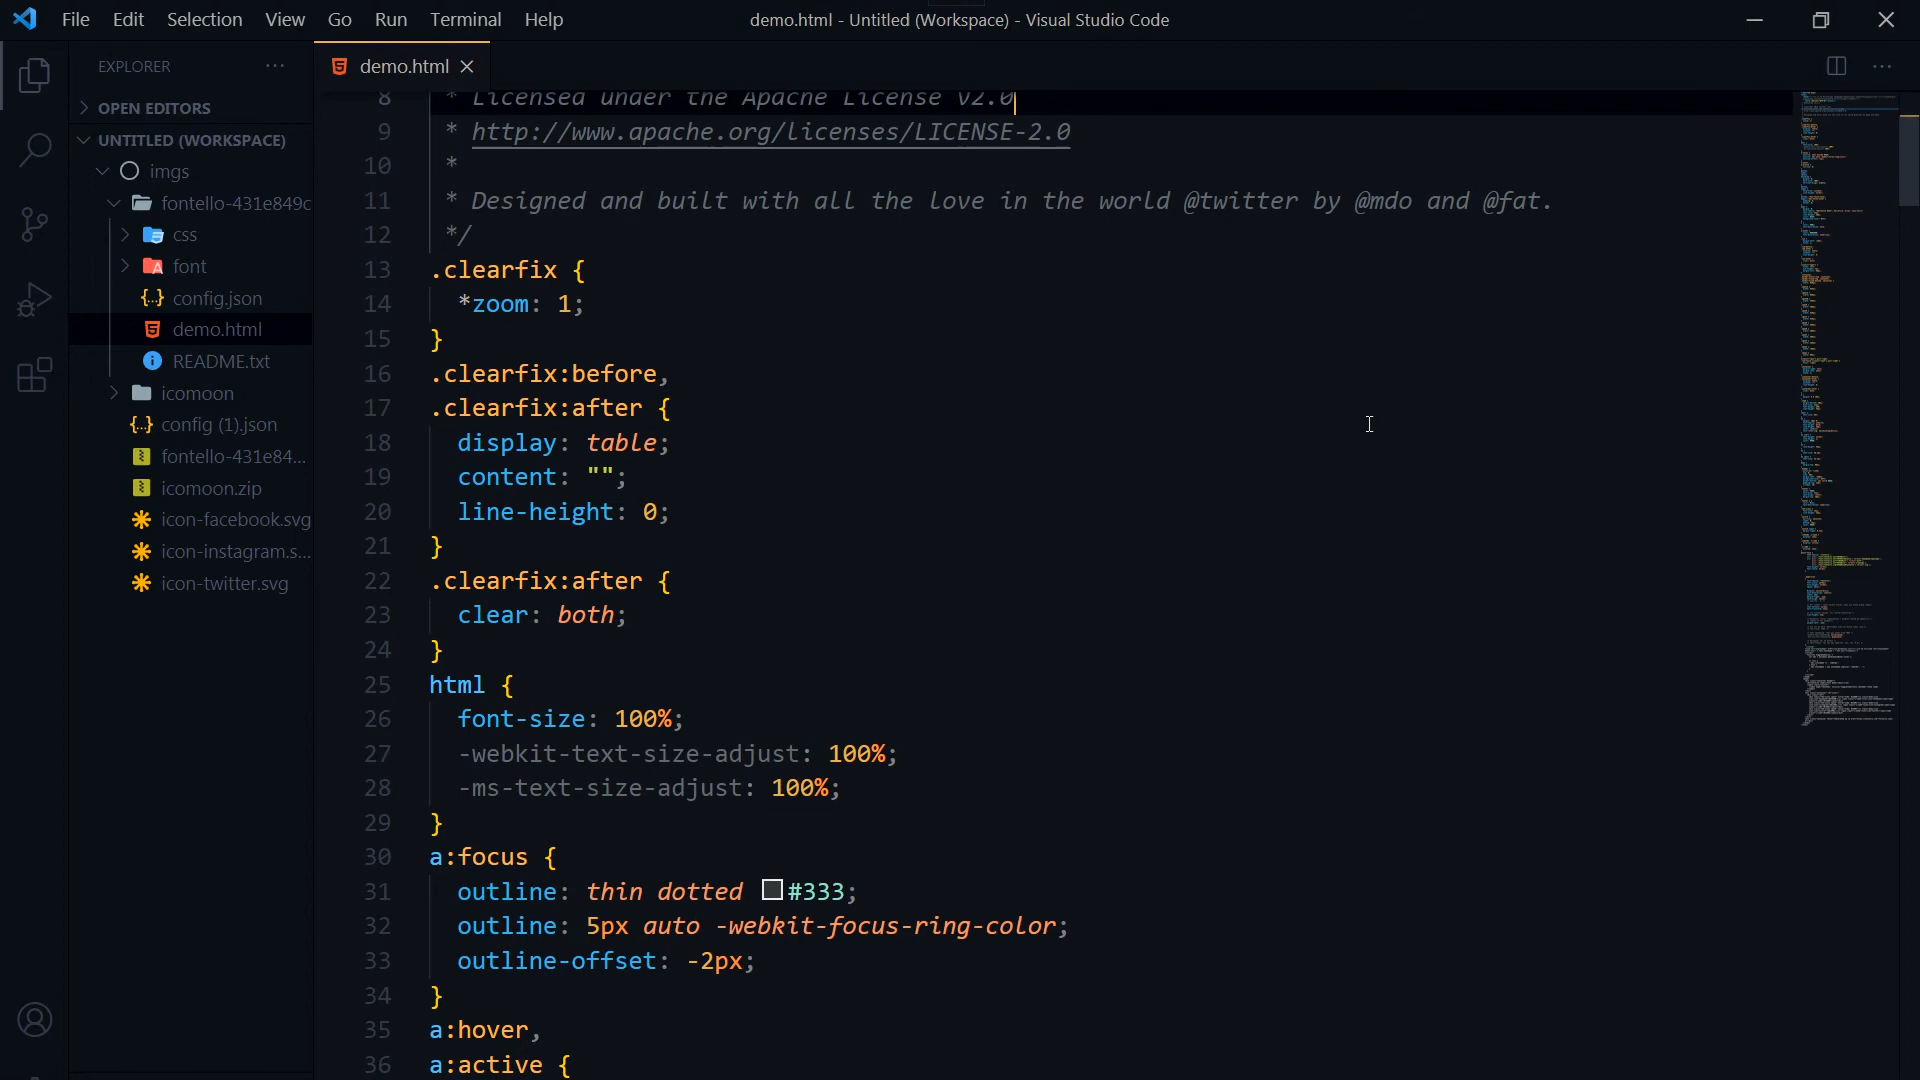 File Edit Selection View Go Run Terminal Help
demo.html - Untitled (Workspace) - Visual Studio Code
EXPLORER
OPEN EDITORS
UNTITLED (WORKSPACE)
imgs
fontello-431e849c
css
font
config.json
demo.html
README.txt
icomoon
config (1).json
fontello-431e84...
icomoon.zip
icon-facebook.svg
icon-instagram.s...
icon-twitter.svg
demo.html
8 * Licensed under the Apache License v2.0
9 * http://www.apache.org/licenses/LICENSE-2.0
10 *
11 * Designed and built with all the love in the world @twitter by @mdo and @fat.
12 */
13 .clearfix {
14 *zoom: 1;
15 }
16 .clearfix:before,
17 .clearfix:after {
18 display: table;
19 content: "";
20 line-height: 0;
21 }
22 .clearfix:after {
23 clear: both;
24 }
25 html {
26 font-size: 100%;
27 -webkit-text-size-adjust: 100%;
28 -ms-text-size-adjust: 100%;
29 }
30 a:focus {
31 outline: thin dotted #333;
32 outline: 5px auto -webkit-focus-ring-color;
33 outline-offset: -2px;
34 }
35 a:hover,
36 a:active {